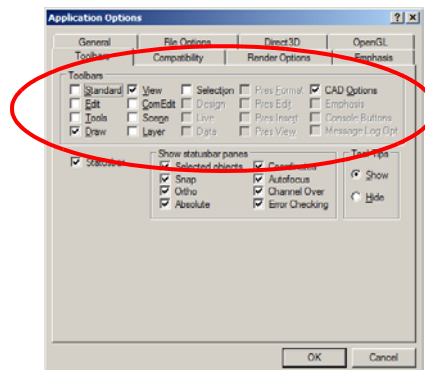 Application Options
General File Options Direct3D OpenGL
Toolbars Compatibility Render Options Emphasis
Toolbars
Standard View Selection Pres Format CAD Options
Edit ComEdit Design Pres Edit Emphasis
Tools Scene Live Pres Insert Console Buttons
Draw Layer Data Pres View Message Log Opt
Statusbar
Show statusbar panes
Selected objects Coordinates
Snap Autofocus
Ortho Channel Over
Absolute Error Checking
Tool Tips
Show
Hide
OK Cancel